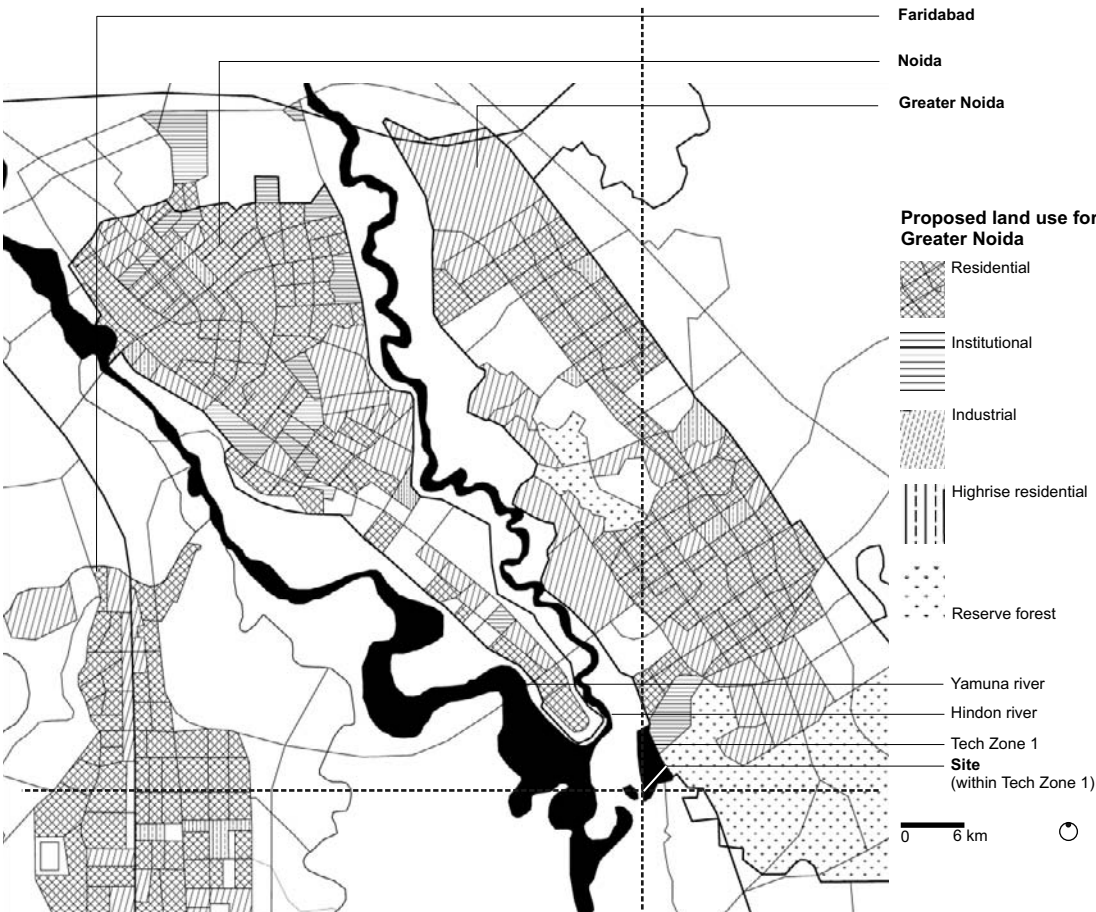 Faridabad
Noida
Greater Noida
Proposed land use for
Greater Noida
Residential
Institutional
Industrial
Highrise residential
Reserve forest
Yamuna river
Hindon river
Tech Zone 1
Site
(within Tech Zone 1)
0 6 km